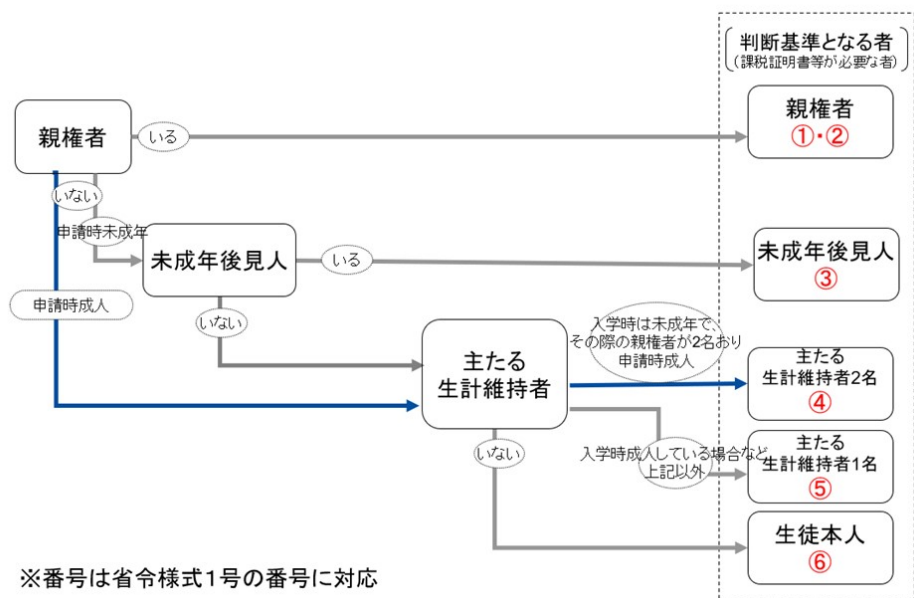 判断基準となる者
(課税証明書等が必要な者)
親権者
いる
親権者
①・②
いない
申請時未成年
未成年後見人
いる
未成年後見人
③
申請時成人
いない
入学時は未成年で、
その際の親権者が2名おり
申請時成人
主たる
生計維持者
主たる
生計維持者2名
④
いない
入学時成人している場合など
上記以外
主たる
生計維持者1名
⑤
生徒本人
⑥
※番号は省令様式1号の番号に対応